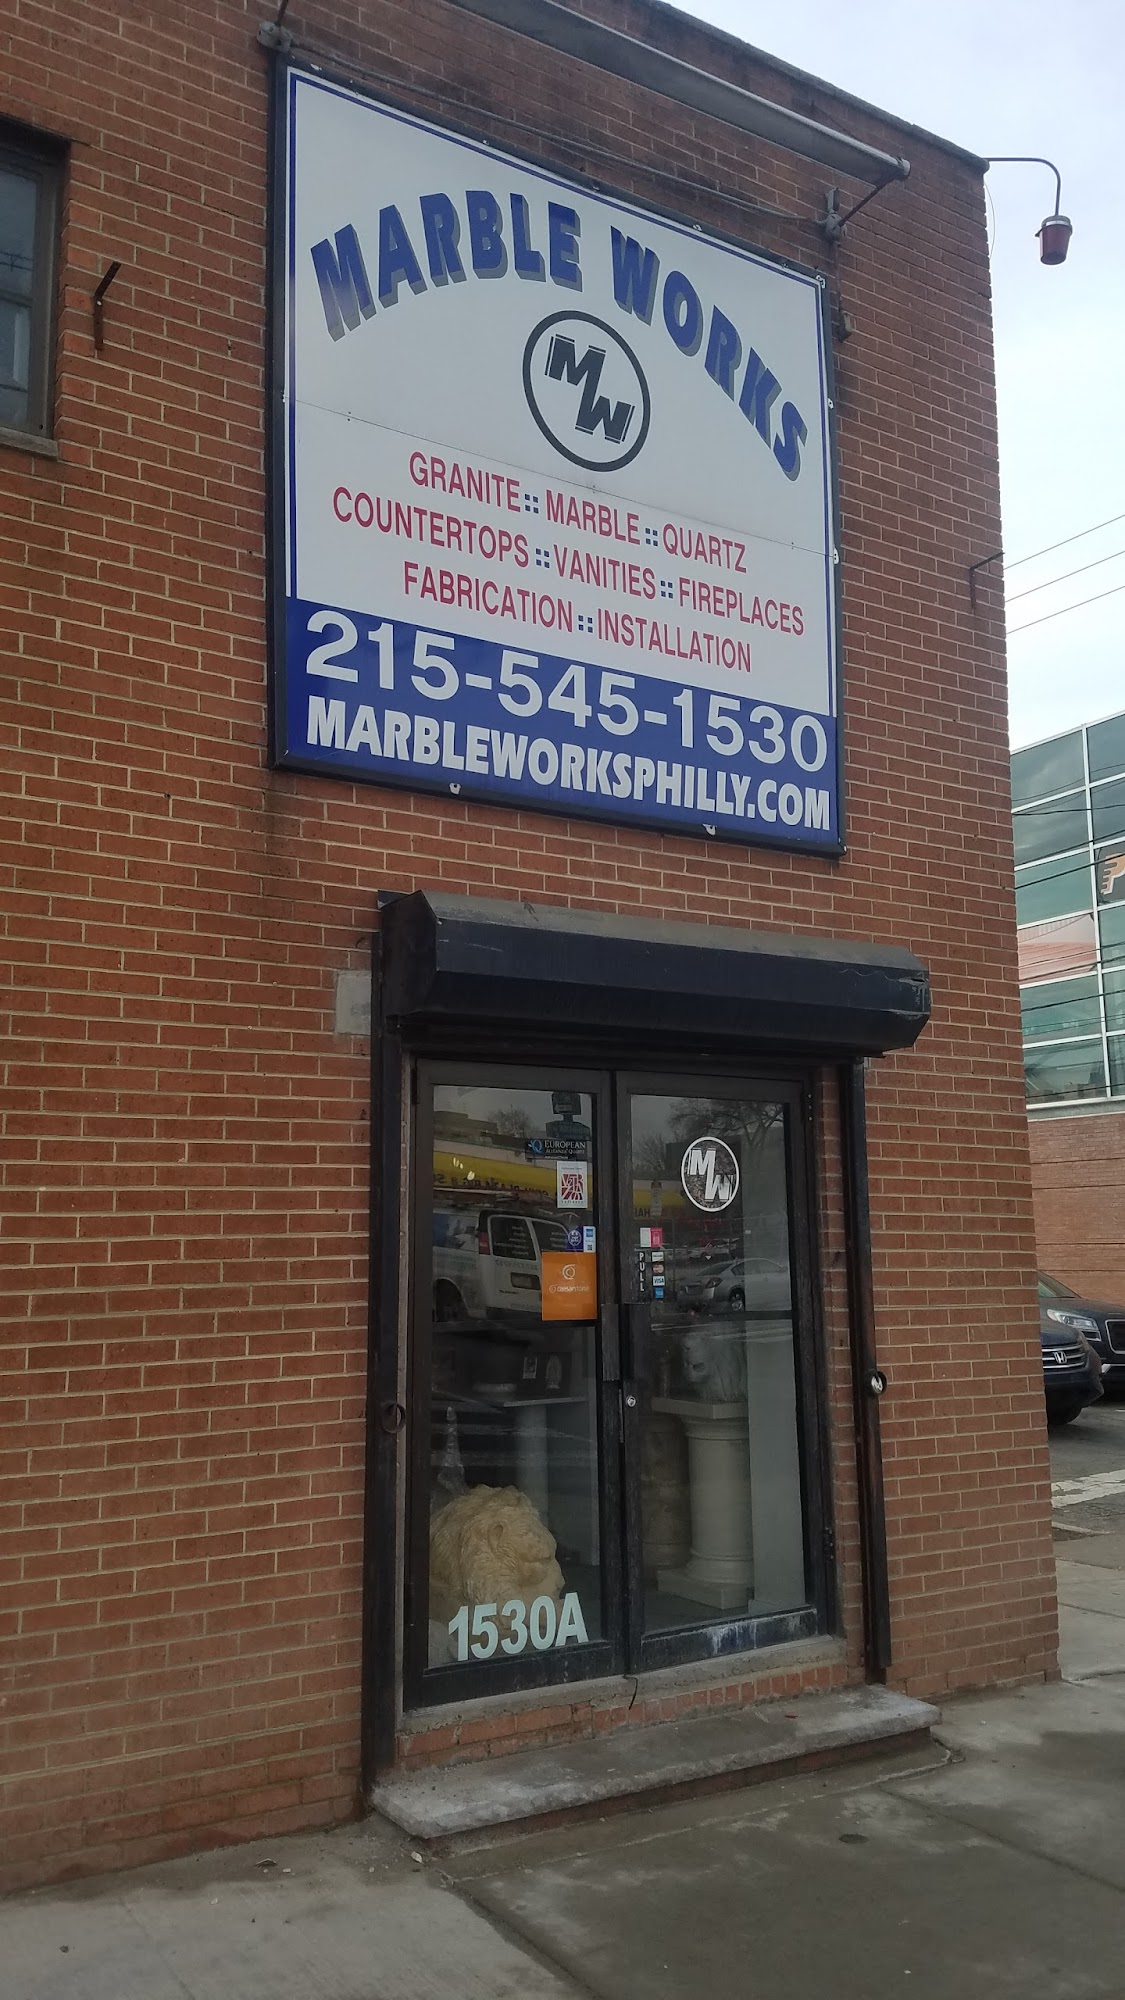 MARBLE WORKS
MW
GRANITE :: MARBLE :: QUARTZ
COUNTERTOPS :: VANITIES :: FIREPLACES
FABRICATION :: INSTALLATION
215-545-1530
MARBLEWORKSPHILLY.COM
EUROPEAN
MW
PULL
VISA
1530A